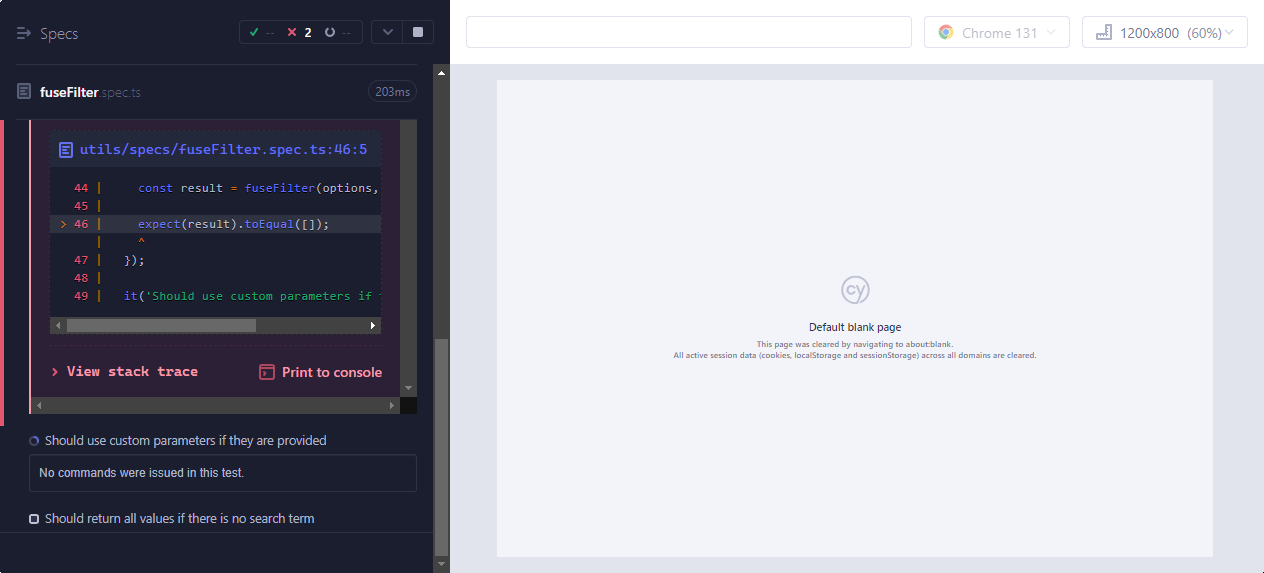 Specs
-- 2 --
fuseFilter.spec.ts
203ms
utils/specs/fuseFilter.spec.ts:46:5
44 | const result = fuseFilter(options,
45 |
> 46 | expect(result).toEqual([]);
| ^
47 | });
48 |
49 | it('Should use custom parameters if
> View stack trace
Print to console
Should use custom parameters if they are provided
No commands were issued in this test.
Should return all values if there is no search term
Chrome 131
1200x800 (60%)
cy
Default blank page
This page was cleared by navigating to about:blank.
All active session data (cookies, localStorage and sessionStorage) across all domains are cleared.